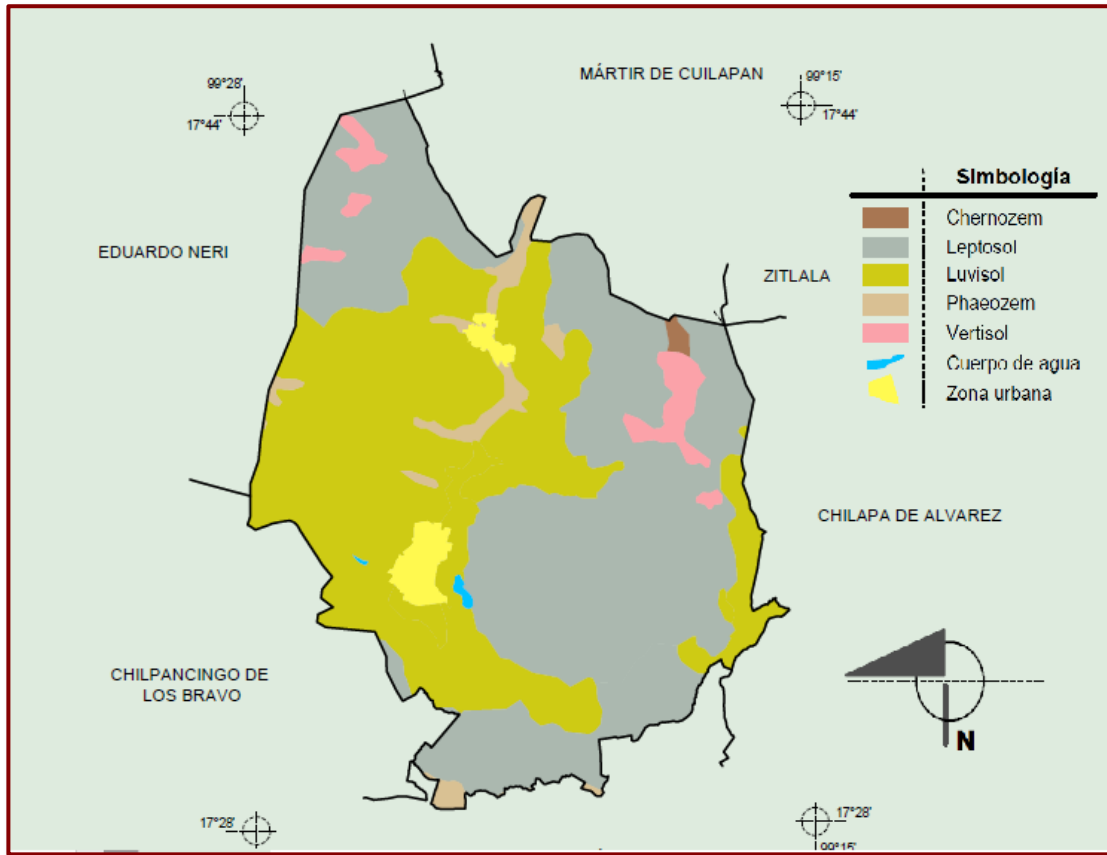 MÁRTIR DE CUILAPAN
99°28'
17°44'
99°15'
17°44'
EDUARDO NERI
ZITLALA
Simbología
Chernozem
Leptosol
Luvisol
Phaeozem
Vertisol
Cuerpo de agua
Zona urbana
CHILAPA DE ALVAREZ
CHILPANCINGO DE
LOS BRAVO
N
17°28'
17°28'
99°15'